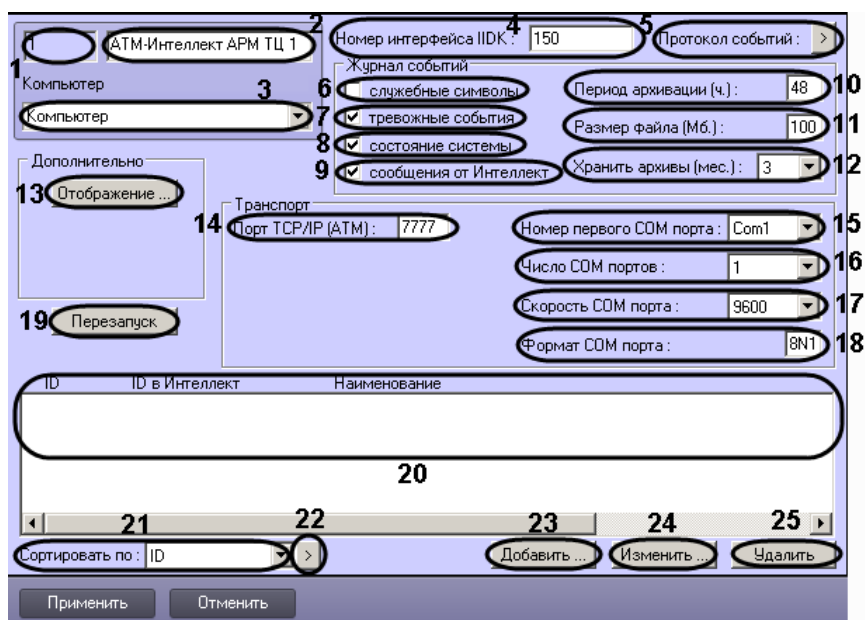 2 4 5
1 АТМ-Интеллект АРМ ТЦ 1 Номер интерфейса IIDK : 150 Протокол событий : >
1
Компьютер 3
Компьютер
Журнал событий
6 служебные символы Период архивации (ч.) : 48 10
7 тревожные события Размер файла (Мб.) : 100 11
8 состояние системы
9 сообщения от Интеллект Хранить архивы (мес.) : 3 12
Дополнительно
13 Отображение ...
Транспорт
14 Порт TCP/IP (ATM) : 7777 Номер первого COM порта : Com1 15
Число COM портов : 1 16
Скорость COM порта : 9600 17
19 Перезапуск
Формат COM порта : 8N1 18
ID ID в Интеллект Наименование
20
21 22 23 24 25
Сортировать по : ID > Добавить ... Изменить ... Удалить
Применить Отменить